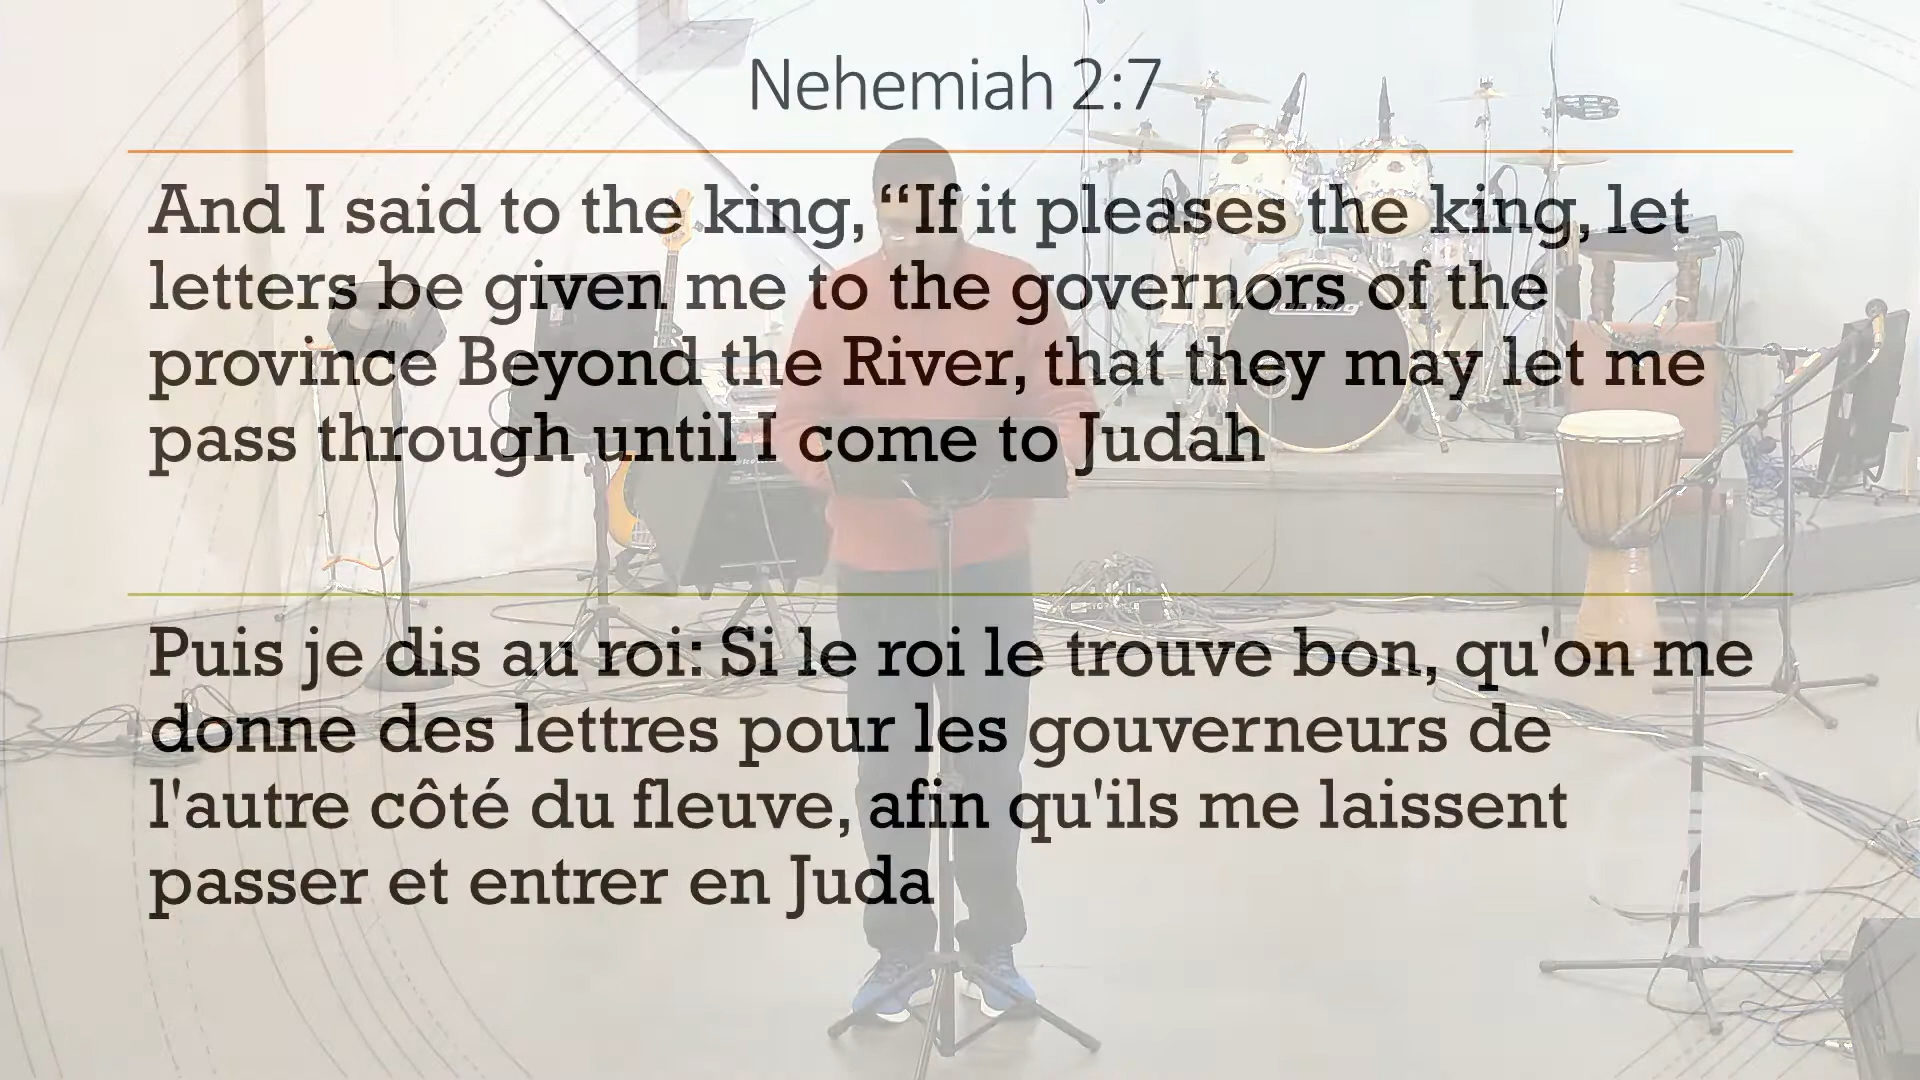 Nehemiah 2:7
And I said to the king, “If it pleases the king, let
letters be given me to the governors of the
province Beyond the River, that they may let me
pass through until I come to Judah
Puis je dis au roi: Si le roi le trouve bon, qu'on me
donne des lettres pour les gouverneurs de
l'autre côté du fleuve, afin qu'ils me laissent
passer et entrer en Juda